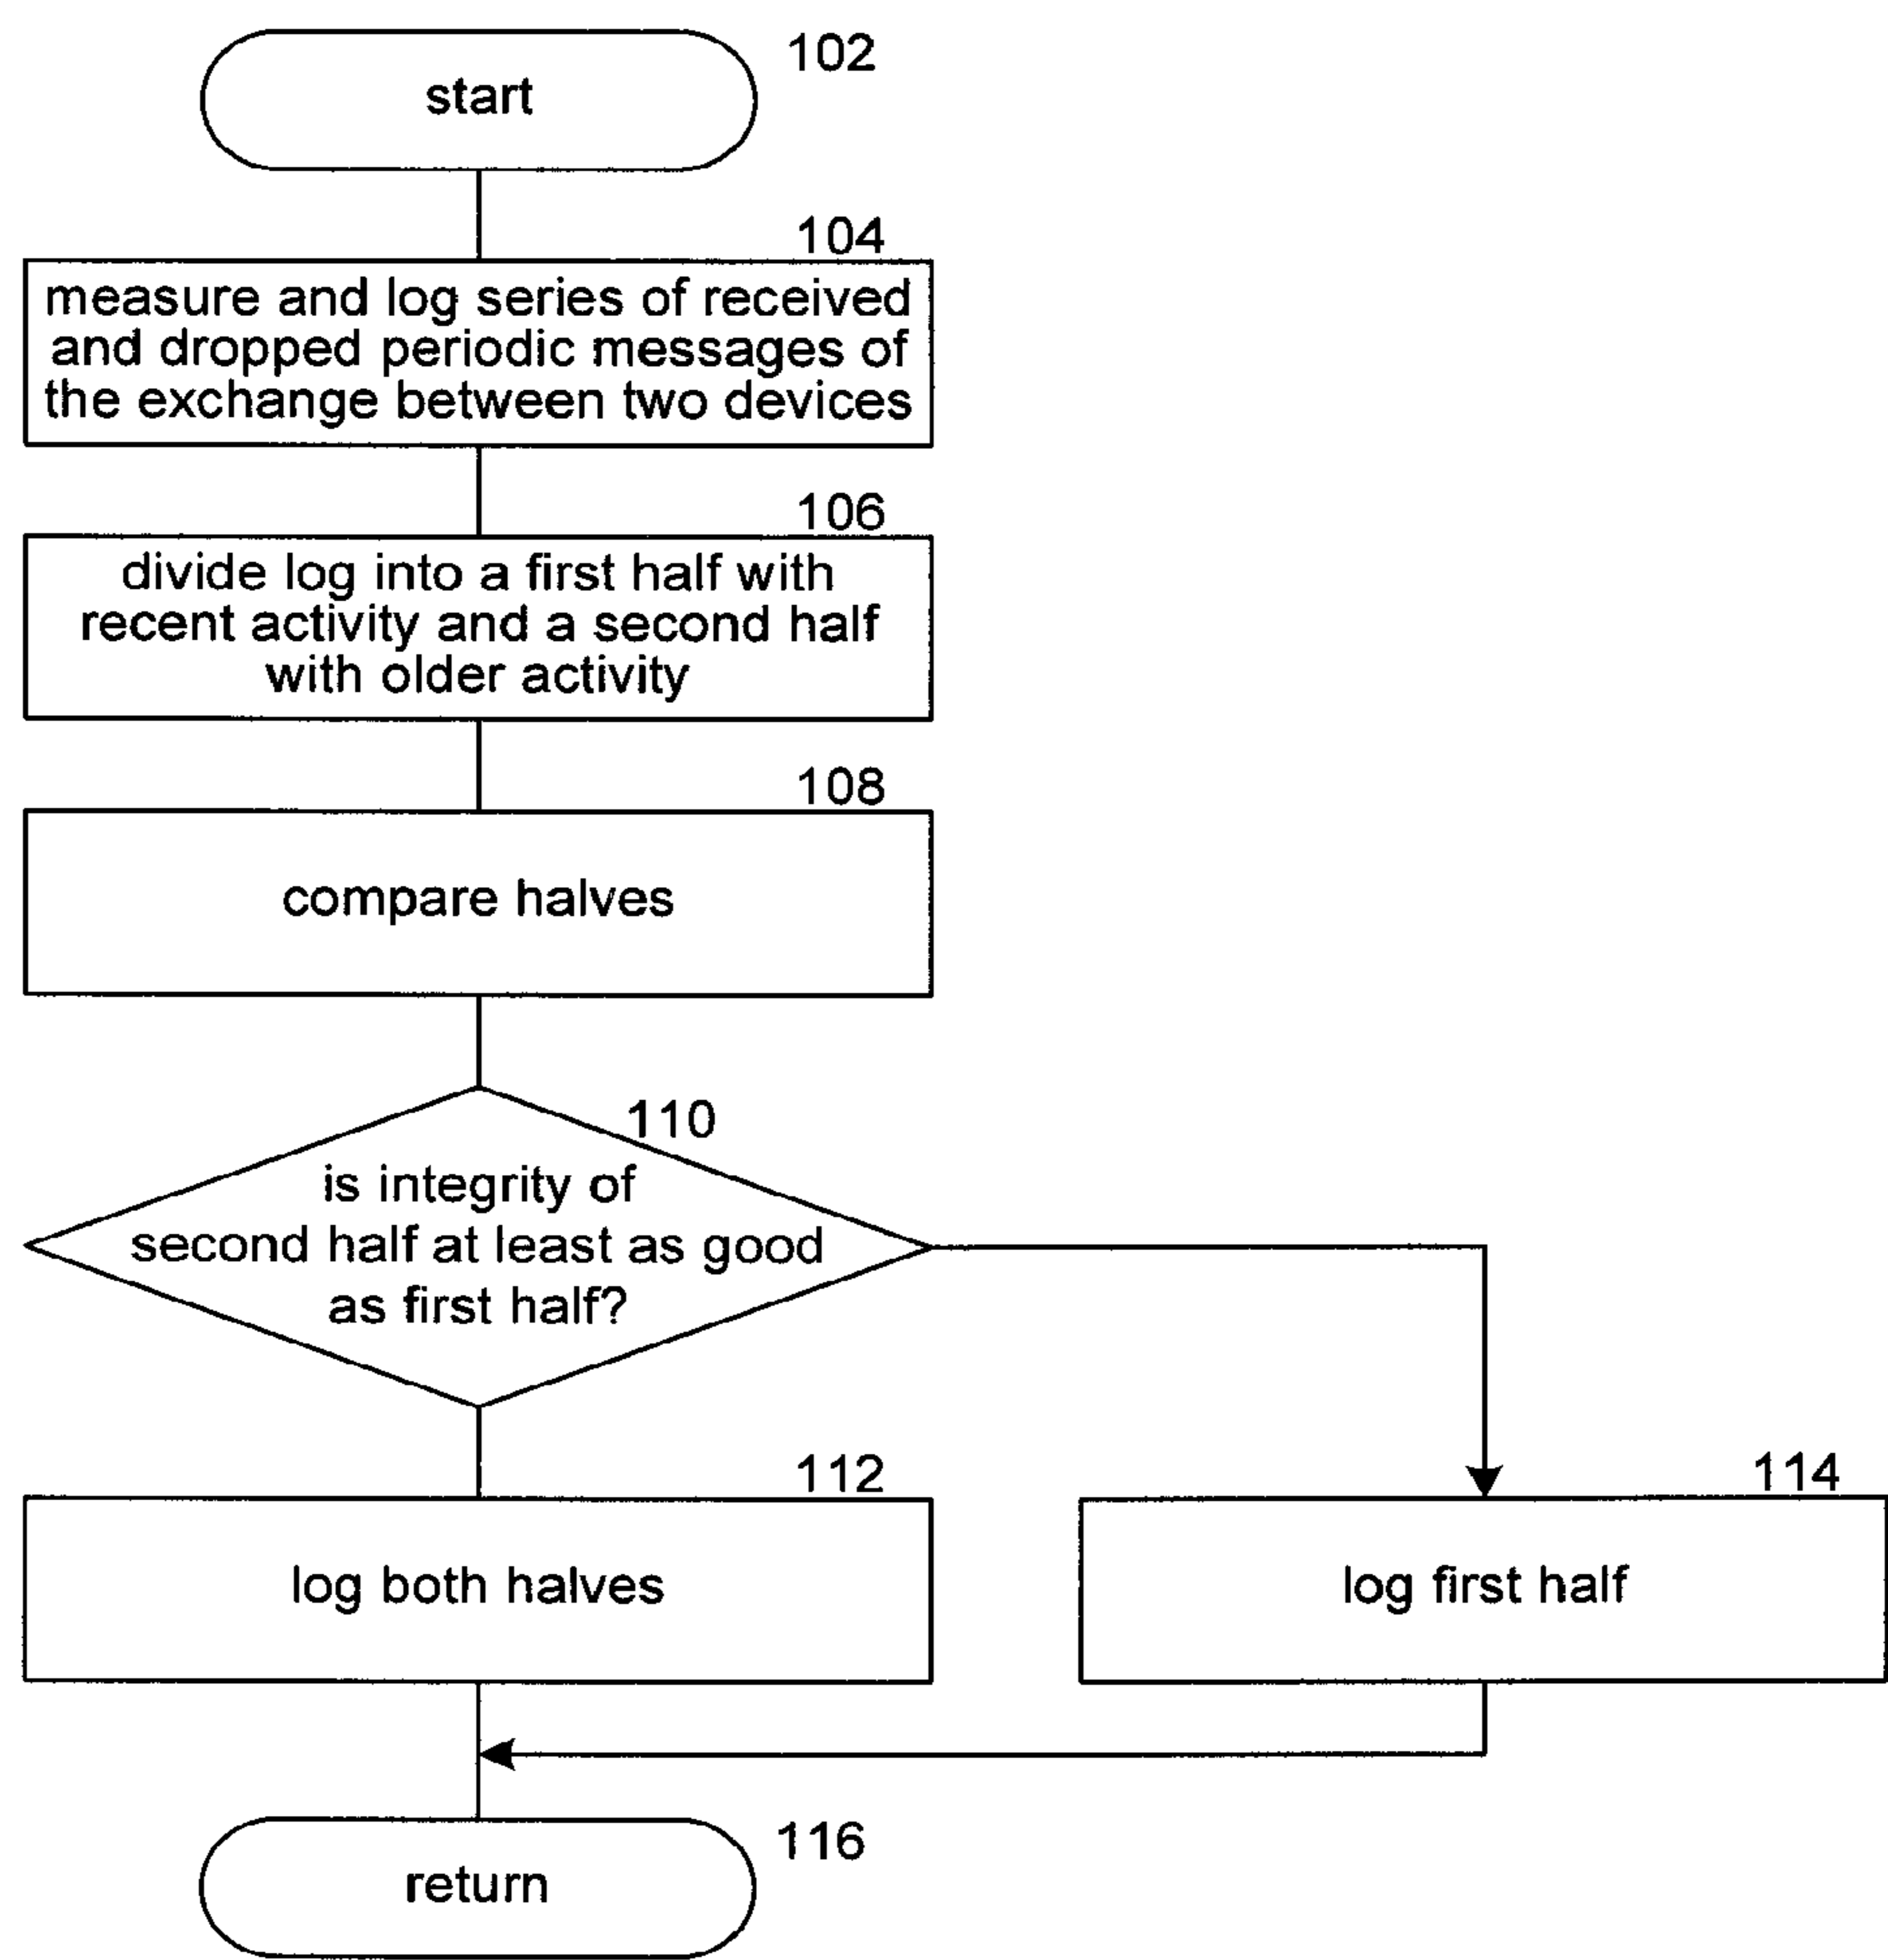 102
start
104
measure and log series of received
and dropped periodic messages of
the exchange between two devices
106
divide log into a first half with
recent activity and a second half
with older activity
108
compare halves
110
is integrity of
second half at least as good
as first half?
112
log both halves
114
log first half
116
return